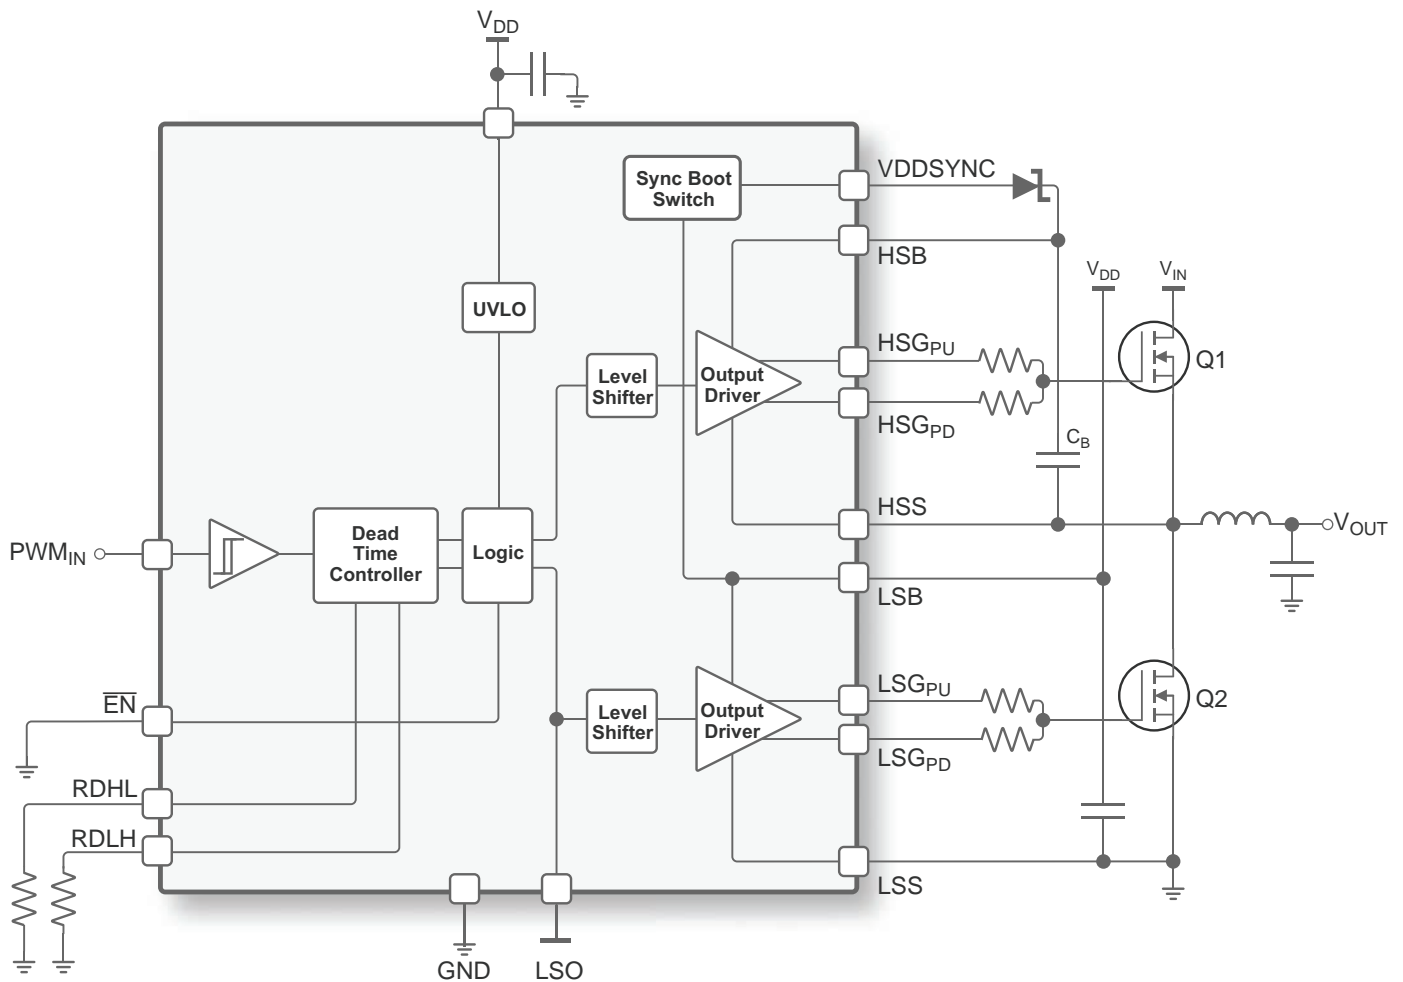 VDD
Sync Boot
Switch
VDDSYNC
HSB
VDD
VIN
UVLO
HSGPU
Q1
Level
Shifter
Output
Driver
HSGPD
CB
HSS
VOUT
PWMIN
Dead
Time
Controller
Logic
LSB
EN
LSGPU
Q2
Level
Shifter
Output
Driver
LSGPD
RDHL
RDLH
LSS
GND
LSO